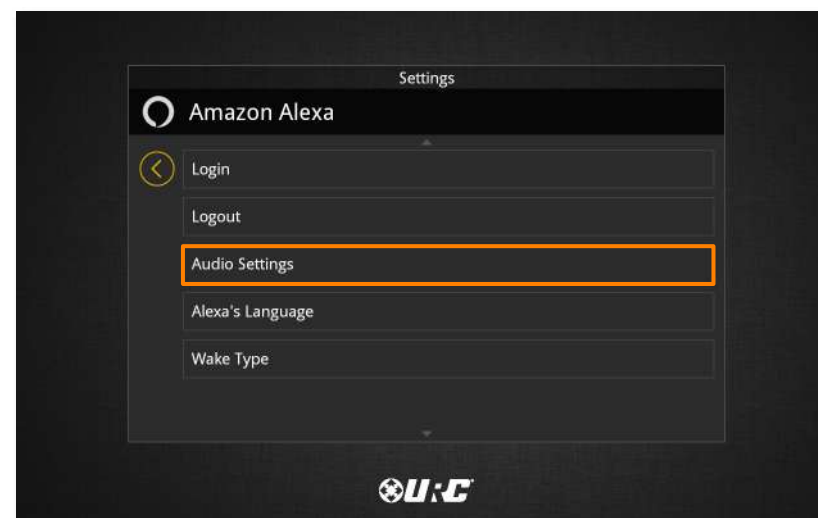 Settings
Amazon Alexa
Login
Logout
Audio Settings
Alexa's Language
Wake Type
URC